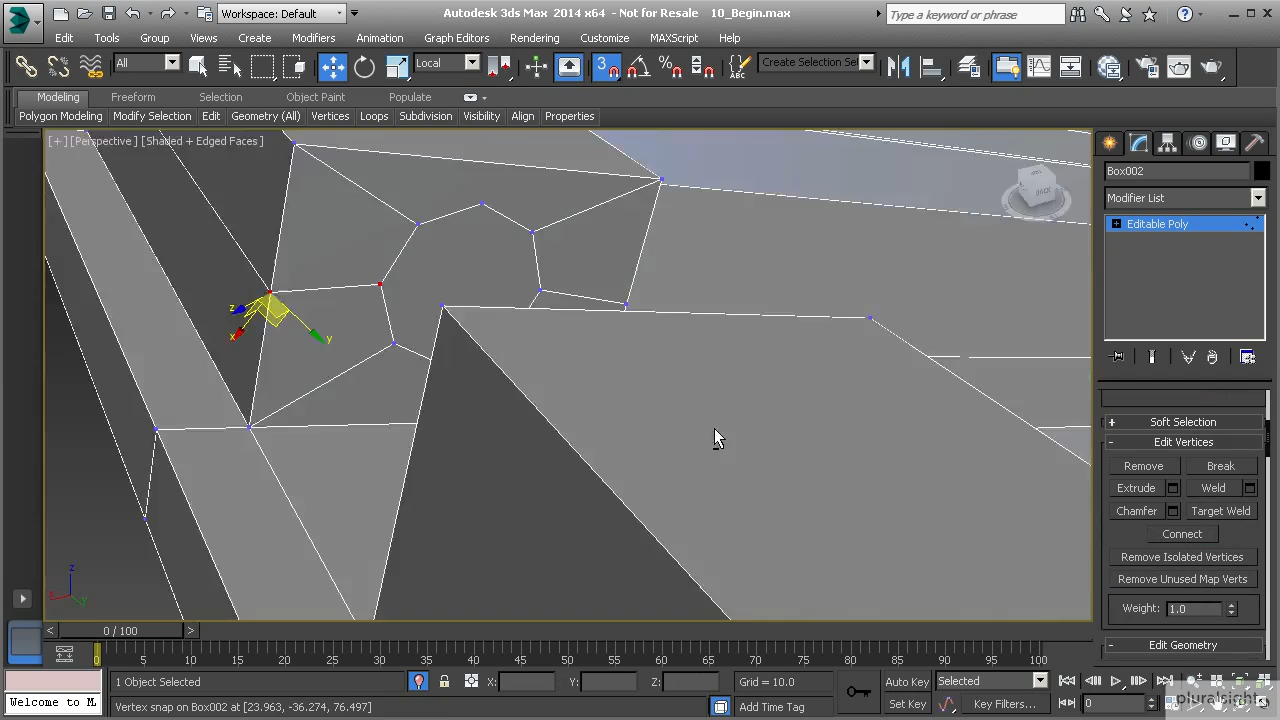 Workspace: Default
Autodesk 3ds Max 2014 x64 - Not for Resale 10_Begin.max
Type a keyword or phrase
Edit Tools Group Views Create Modifiers Animation Graph Editors Rendering Customize MAXScript Help
All Local 3 Create Selection Se
Modeling Freeform Selection Object Paint Populate
Polygon Modeling Modify Selection Edit Geometry (All) Vertices Loops Subdivision Visibility Align Properties
[+] [Perspective] [Shaded + Edged Faces]
BACK
z
x
y
z
x
y
Box002
Modifier List
Editable Poly
Soft Selection
Edit Vertices
Remove Break
Extrude Weld
Chamfer Target Weld
Connect
Remove Isolated Vertices
Remove Unused Map Verts
Weight: 1.0
Edit Geometry
< 0 / 100 >
0 5 10 15 20 25 30 35 40 45 50 55 60 65 70 75 80 85 90 95 100
1 Object Selected X: Y: Z: Grid = 10.0 Auto Key Selected
Welcome to M Vertex snap on Box002 at [23.963, -36.274, 76.497] Add Time Tag Set Key Key Filters... 0
pluralsight